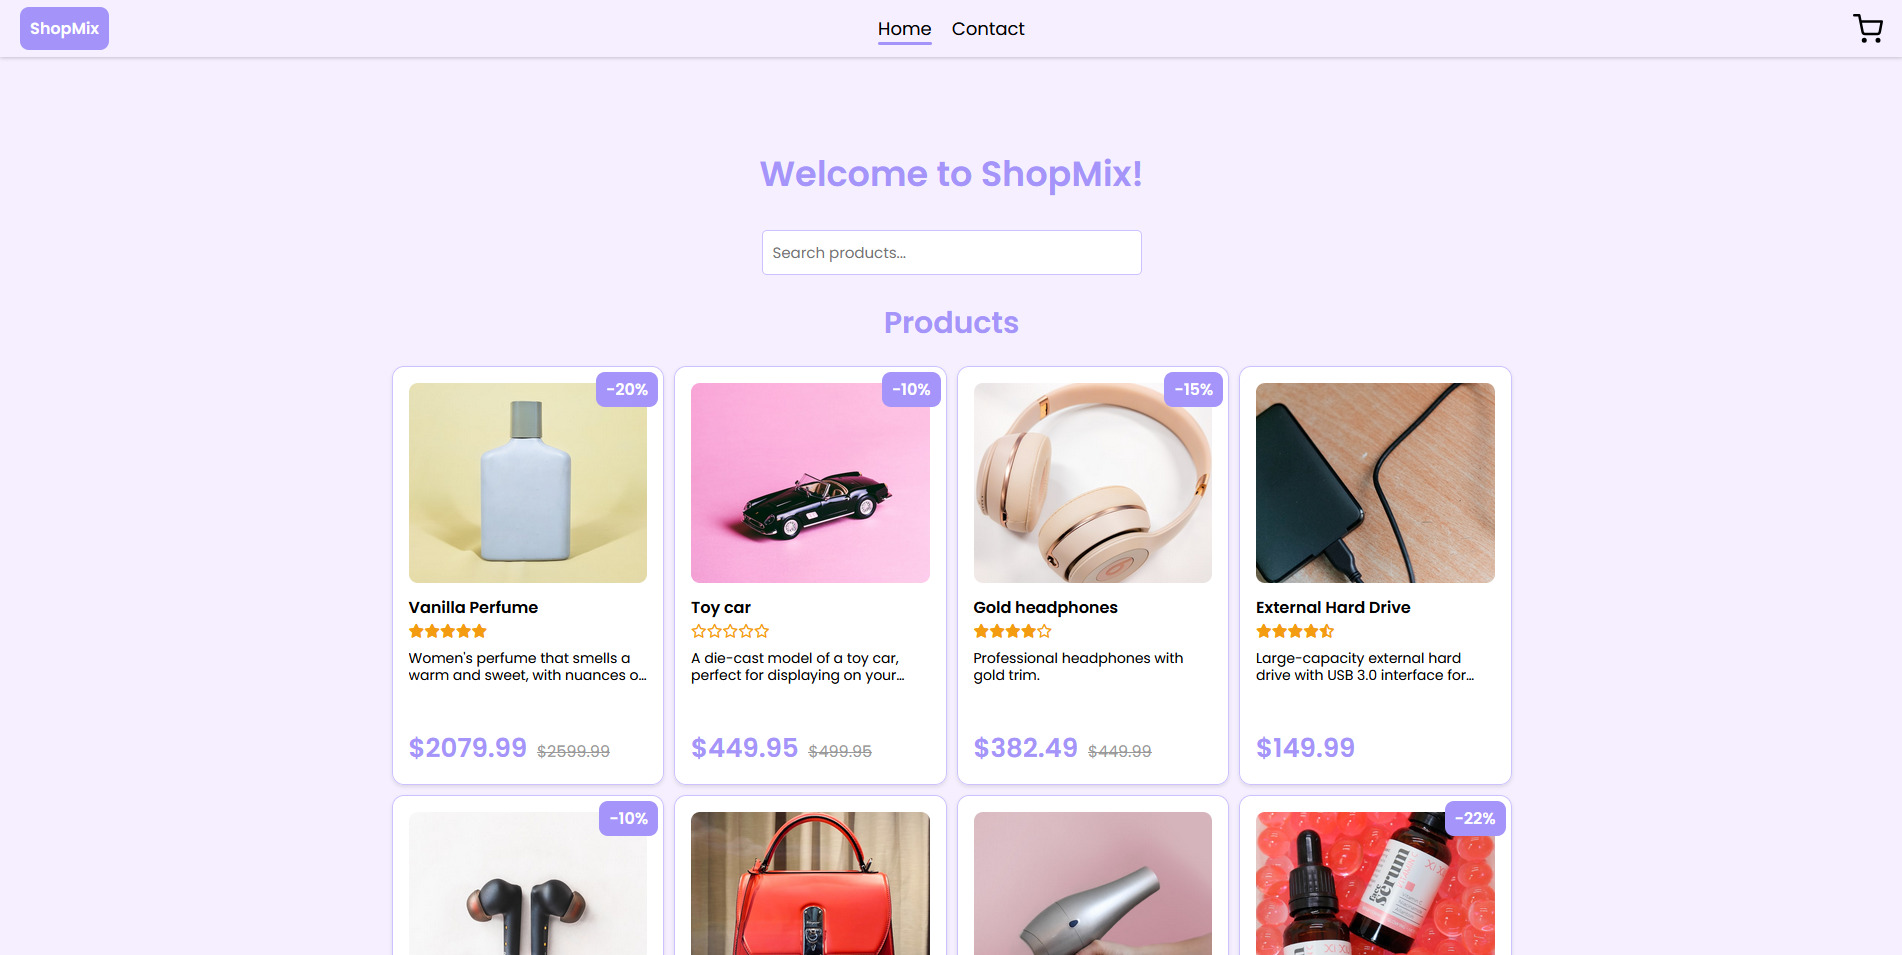 ShopMix
Home
Contact
Welcome to ShopMix!
Search products...
Products
-20%
-10%
-15%
Vanilla Perfume
Women's perfume that smells a
warm and sweet, with nuances o…
$2079.99 $2599.99
Toy car
A die-cast model of a toy car,
perfect for displaying on your…
$449.95 $499.95
Gold headphones
Professional headphones with
gold trim.
$382.49 $449.99
External Hard Drive
Large-capacity external hard
drive with USB 3.0 interface for…
$149.99
-10%
-22%
face
serum